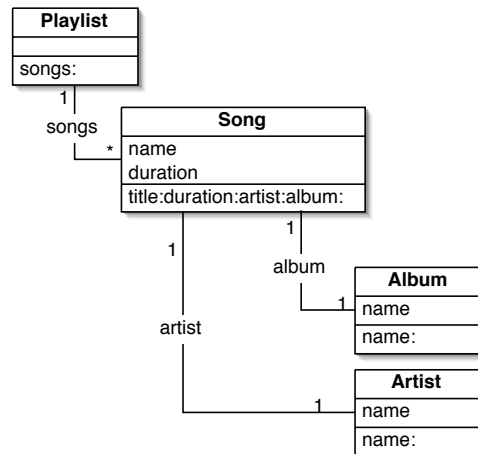 Playlist
songs:
1
songs
*
Song
name
duration
title:duration:artist:album:
1
1
album
1
Album
name
name:
artist
1
Artist
name
name: